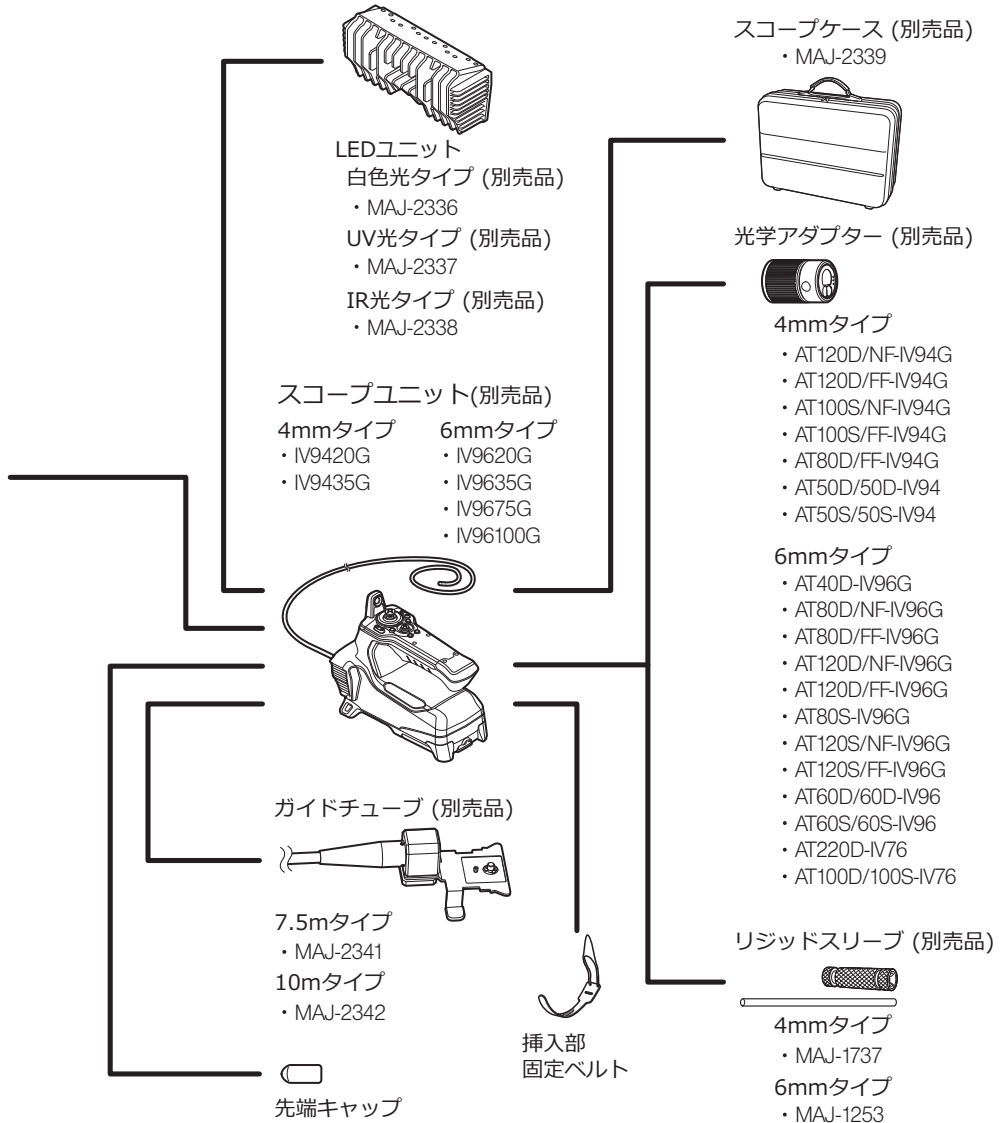 LEDユニット
白色光タイプ (別売品)
・MAJ-2336
UV光タイプ (別売品)
・MAJ-2337
IR光タイプ (別売品)
・MAJ-2338
スコープユニット(別売品)
4mmタイプ
・IV9420G
・IV9435G
6mmタイプ
・IV9620G
・IV9635G
・IV9675G
・IV96100G
ガイドチューブ (別売品)
7.5mタイプ
・MAJ-2341
10mタイプ
・MAJ-2342
先端キャップ
挿入部
固定ベルト
スコープケース (別売品)
・MAJ-2339
光学アダプター (別売品)
4mmタイプ
・AT120D/NF-IV94G
・AT120D/FF-IV94G
・AT100S/NF-IV94G
・AT100S/FF-IV94G
・AT80D/FF-IV94G
・AT50D/50D-IV94
・AT50S/50S-IV94
6mmタイプ
・AT40D-IV96G
・AT80D/NF-IV96G
・AT80D/FF-IV96G
・AT120D/NF-IV96G
・AT120D/FF-IV96G
・AT80S-IV96G
・AT120S/NF-IV96G
・AT120S/FF-IV96G
・AT60D/60D-IV96
・AT60S/60S-IV96
・AT220D-IV76
・AT100D/100S-IV76
リジッドスリーブ (別売品)
4mmタイプ
・MAJ-1737
6mmタイプ
・MAJ-1253